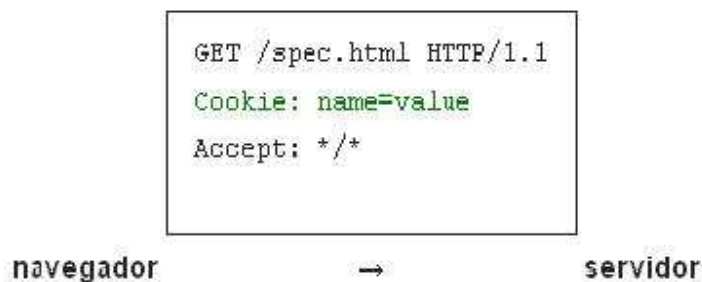 GET /spec.html HTTP/1.1
Cookie: name=value
Accept: */*
navegador → servidor